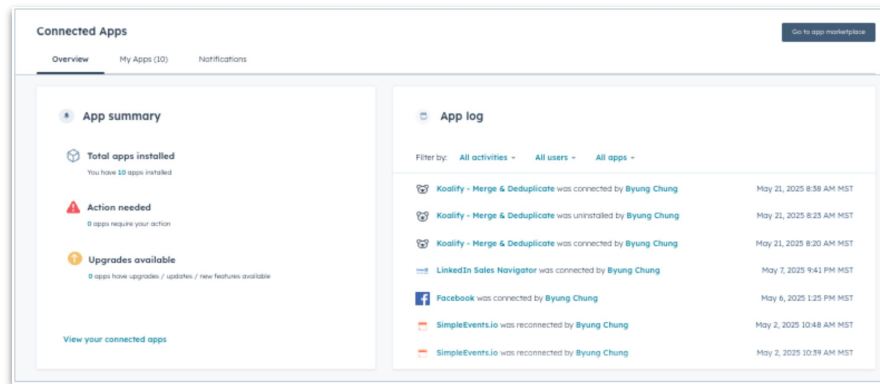 Connected Apps
Go to app marketplace
Overview
My Apps (10)
Notifications
App summary
Total apps installed
You have 10 apps installed
Action needed
0 apps require your action
Upgrades available
0 apps have upgrades / updates / new features available
View your connected apps
App log
Filter by: All activities All users All apps
Koalify - Merge & Deduplicate was connected by Byung Chung May 21, 2025 8:38 AM MST
Koalify - Merge & Deduplicate was uninstalled by Byung Chung May 21, 2025 8:23 AM MST
Koalify - Merge & Deduplicate was connected by Byung Chung May 21, 2025 8:20 AM MST
LinkedIn Sales Navigator was connected by Byung Chung May 7, 2025 9:41 PM MST
Facebook was connected by Byung Chung May 6, 2025 1:25 PM MST
SimpleEvents.io was reconnected by Byung Chung May 2, 2025 10:48 AM MST
SimpleEvents.io was reconnected by Byung Chung May 2, 2025 10:39 AM MST